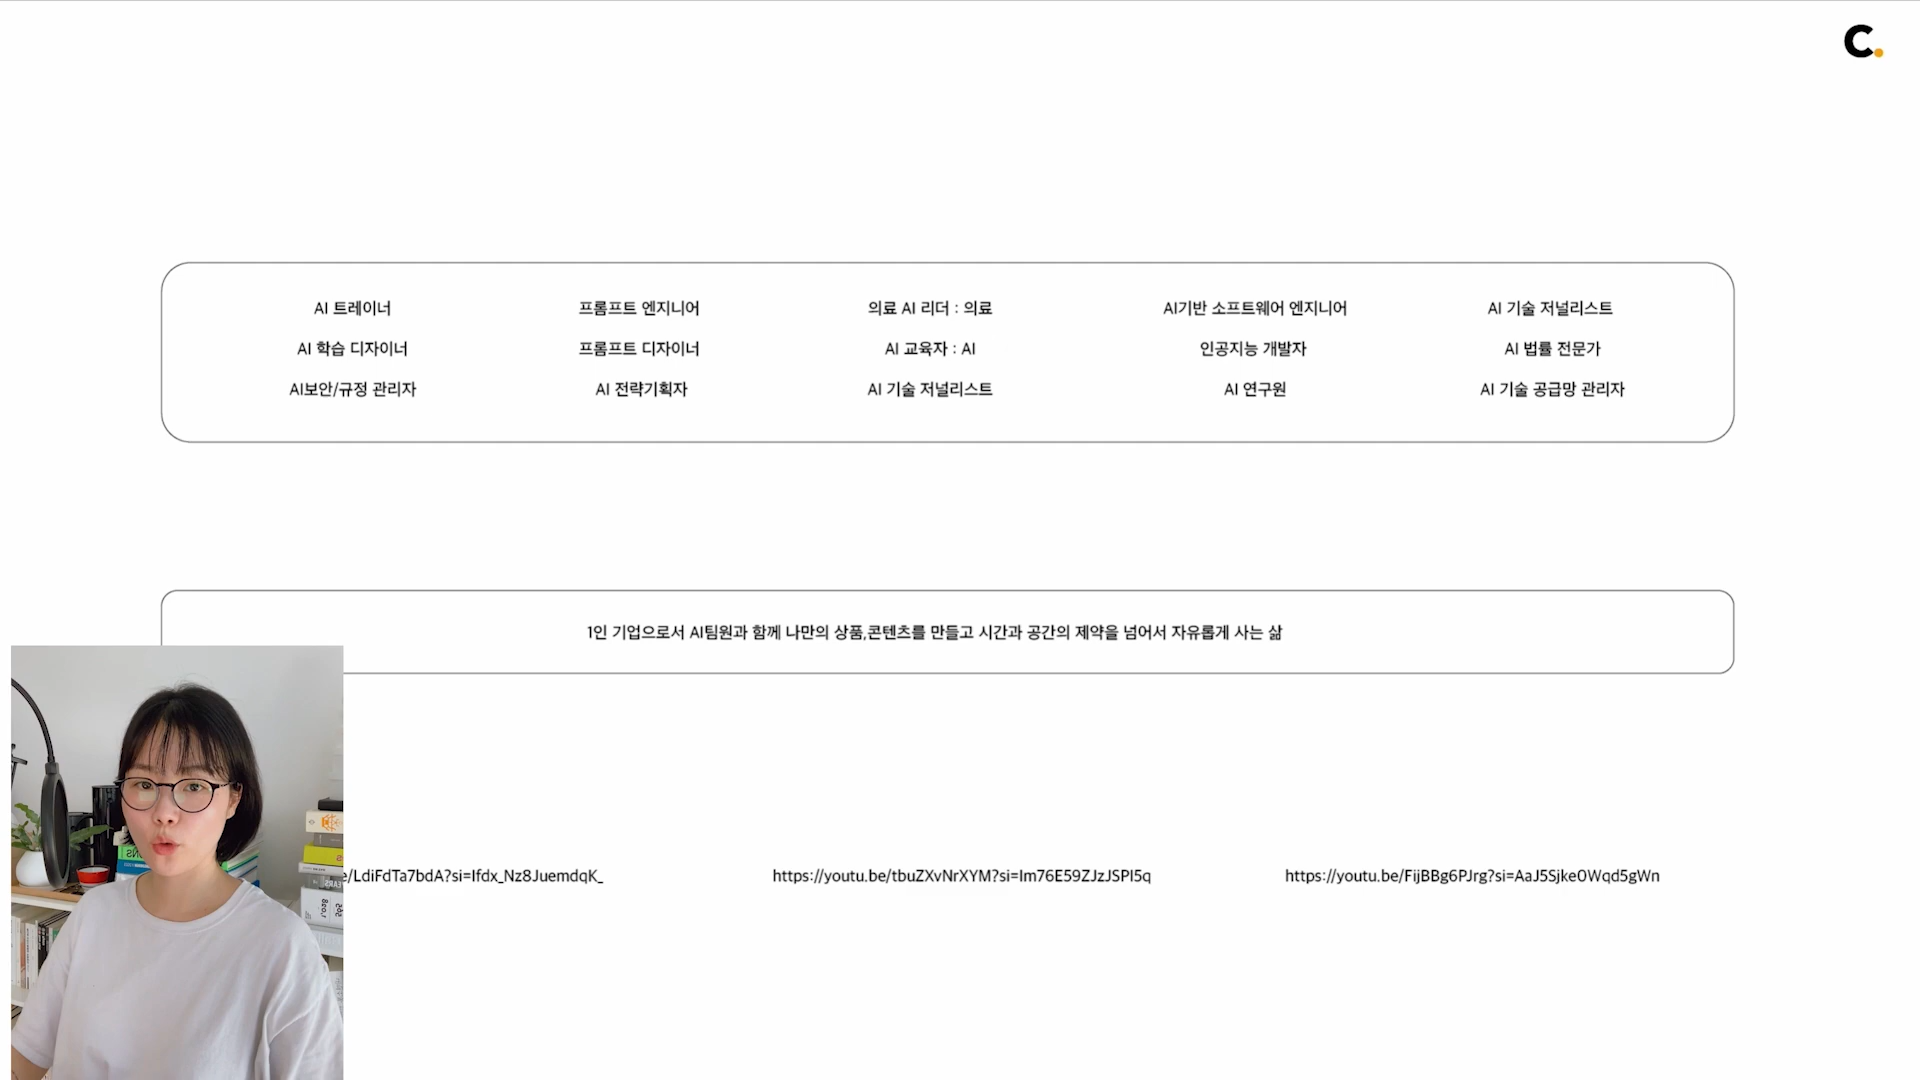 C.
AI 트레이너 프롬프트 엔지니어 의료 AI 리더 : 의료 AI기반 소프트웨어 엔지니어 AI 기술 저널리스트
AI 학습 디자이너 프롬프트 디자이너 AI 교육자 : AI 인공지능 개발자 AI 법률 전문가
AI보안/규정 관리자 AI 전략기획자 AI 기술 저널리스트 AI 연구원 AI 기술 공급망 관리자
1인 기업으로서 AI팀원과 함께 나만의 상품,콘텐츠를 만들고 시간과 공간의 제약을 넘어서 자유롭게 사는 삶
e/LdiFdTa7bdA?si=Ifdx_Nz8JuemdqK_ https://youtu.be/tbuZXvNrXYM?si=Im76E59ZJzJSPI5q https://youtu.be/FijBBg6PJrg?si=AaJ5Sjke0Wqd5gWn